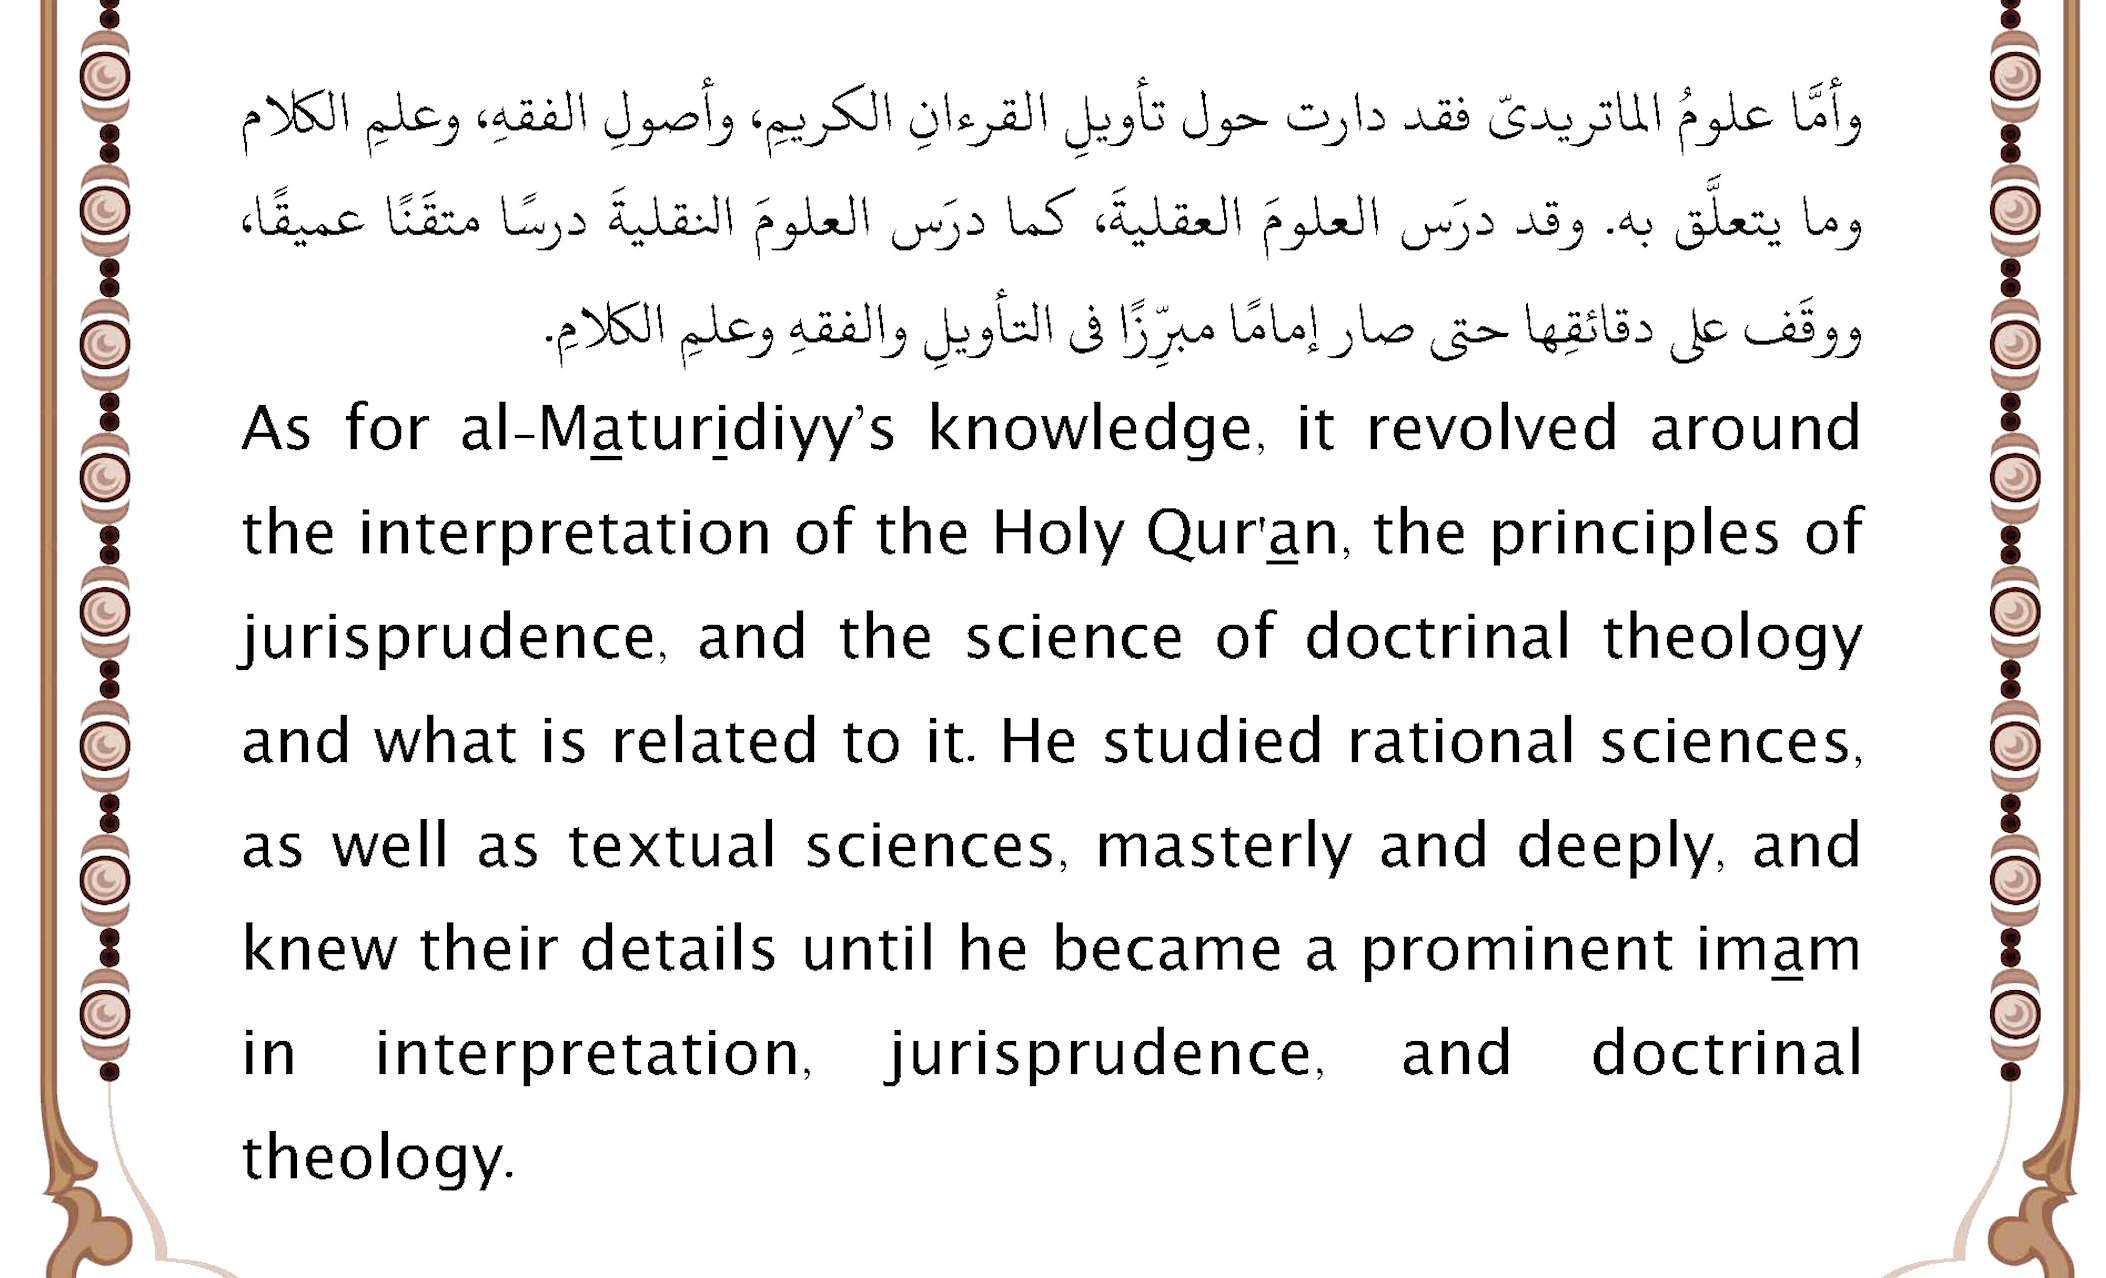 وأمَّا علومُ الماتريدىّ فقد دارت حول تأويلِ القرءانِ الكريمِ، وأصولِ الفقهِ، وعلمِ الكلام
وما يتعلَّق به. وقد درَس العلومَ العقليةَ، كما درَس العلومَ النقليةَ درسًا متقَنًا عميقًا،
ووقَف على دقائقِها حتى صار إمامًا مبرِّزًا فى التأويلِ والفقهِ وعلمِ الكلامِ.
As for al-Maturidiyy’s knowledge, it revolved around
the interpretation of the Holy Qur'an, the principles of
jurisprudence, and the science of doctrinal theology
and what is related to it. He studied rational sciences,
as well as textual sciences, masterly and deeply, and
knew their details until he became a prominent imam
in interpretation, jurisprudence, and doctrinal
theology.